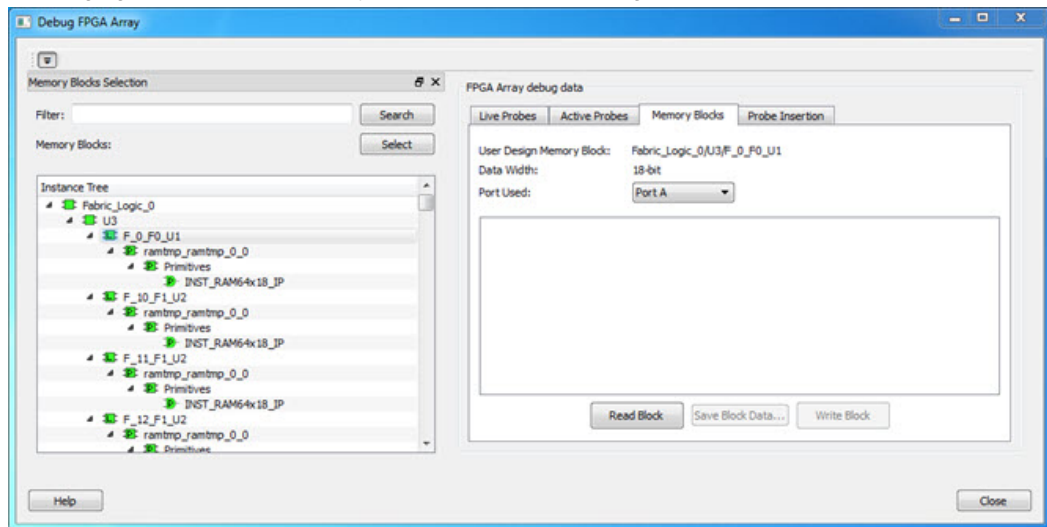 Debug FPGA Array
Memory Blocks Selection
Filter:
Search
Memory Blocks:
Select
Instance Tree
Fabric_Logic_0
U3
F_0_F0_U1
ramtmp_ramtmp_0_0
Primitives
INST_RAM64x18_IP
F_10_F1_U2
ramtmp_ramtmp_0_0
Primitives
INST_RAM64x18_IP
F_11_F1_U2
ramtmp_ramtmp_0_0
Primitives
INST_RAM64x18_IP
F_12_F1_U2
ramtmp_ramtmp_0_0
Primitives
FPGA Array debug data
Live Probes Active Probes Memory Blocks Probe Insertion
User Design Memory Block: Fabric_Logic_0/U3/F_0_F0_U1
Data Width: 18-bit
Port Used: Port A
Read Block Save Block Data... Write Block
Help
Close